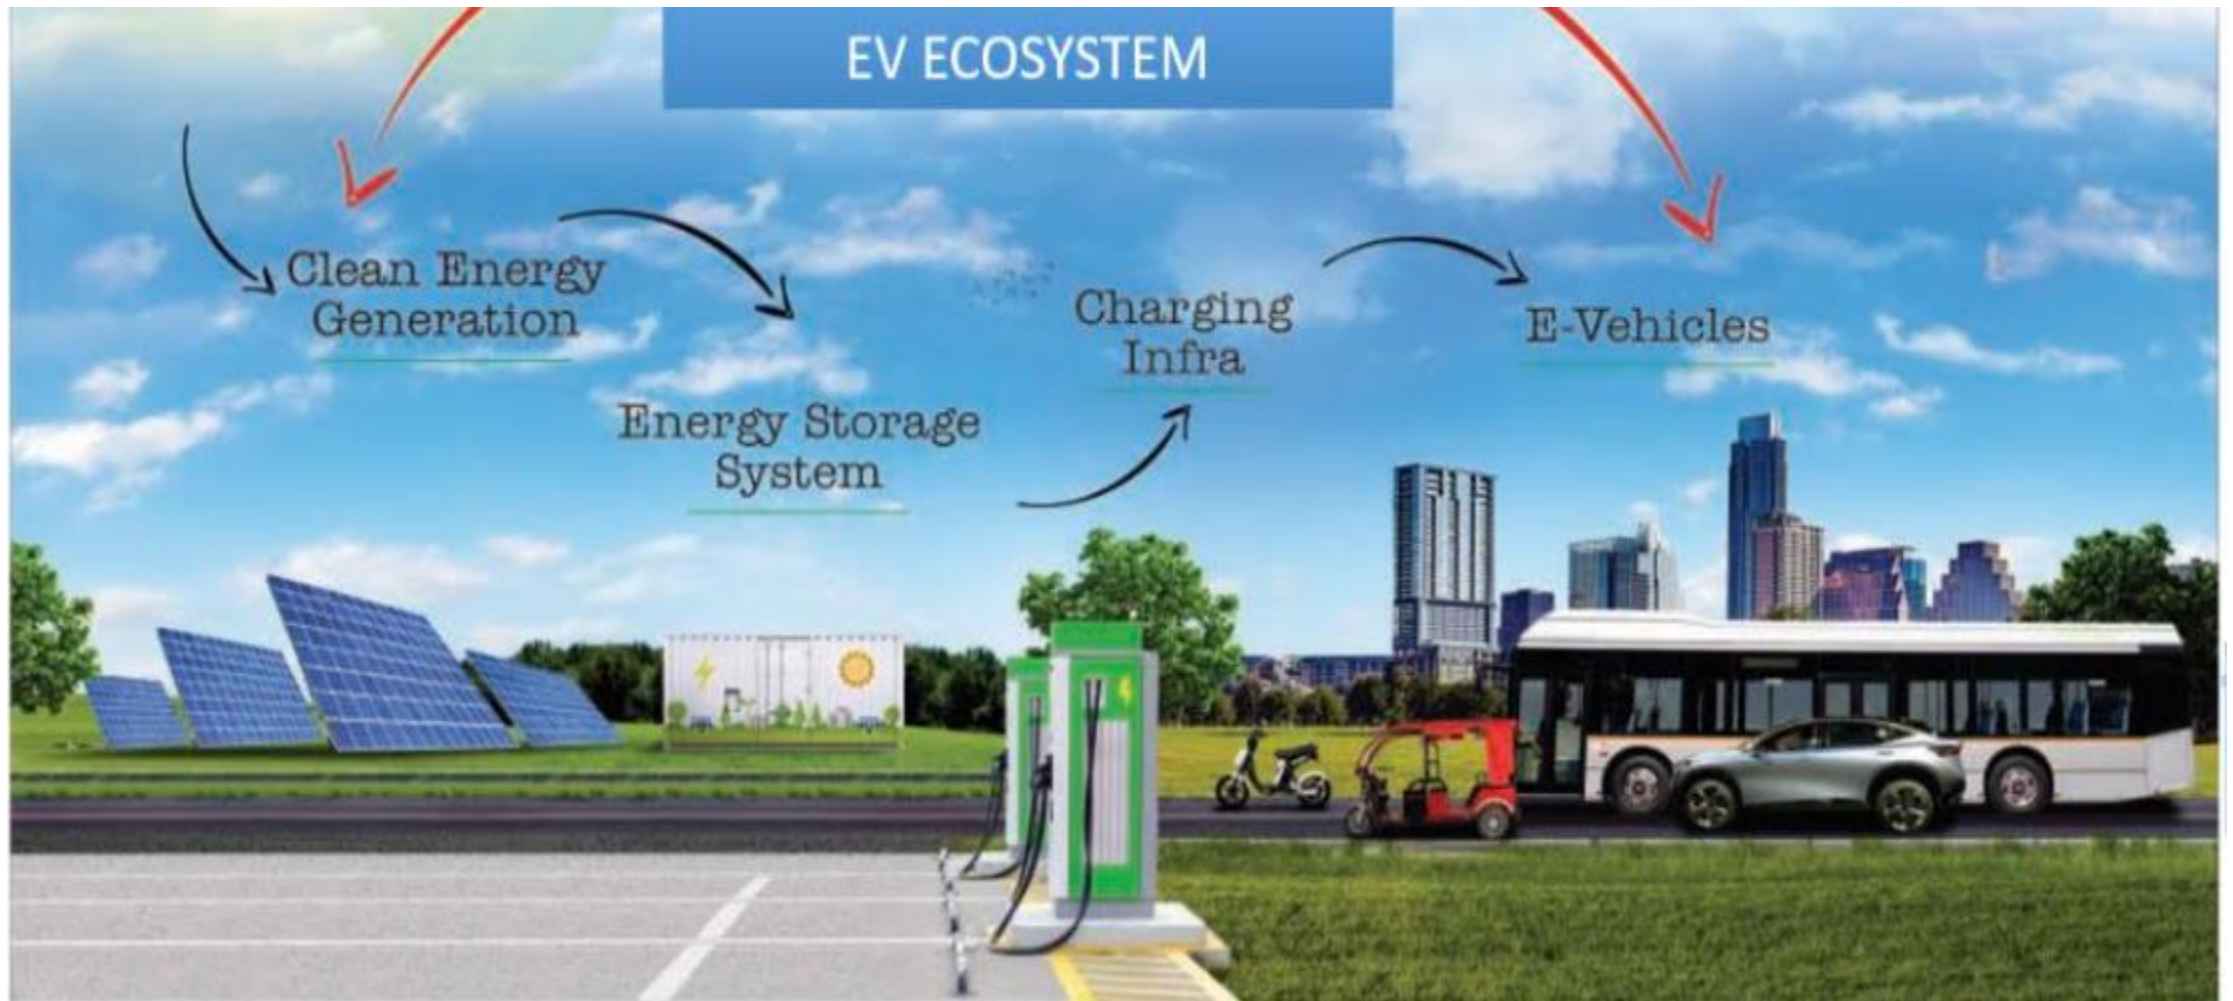 EV ECOSYSTEM
Clean Energy
Generation
Energy Storage
System
Charging
Infra
E-Vehicles